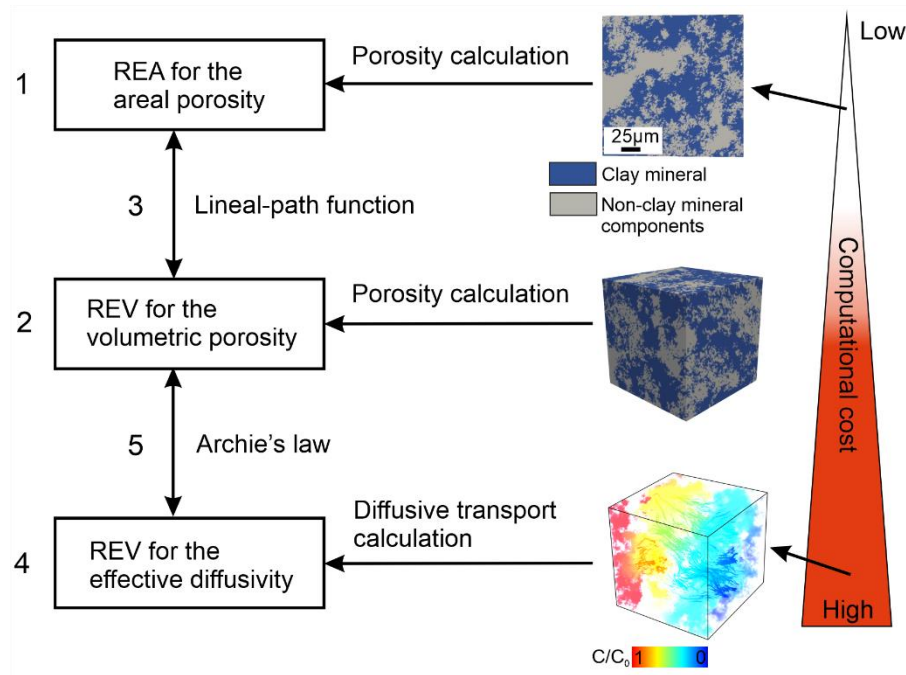 1
REA for the
areal porosity
Porosity calculation
25µm
Clay mineral
Non-clay mineral
components
Low
3
Lineal-path function
2
REV for the
volumetric porosity
Porosity calculation
Computational cost
5
Archie's law
4
REV for the
effective diffusivity
Diffusive transport
calculation
High
C/C₀ 1 0